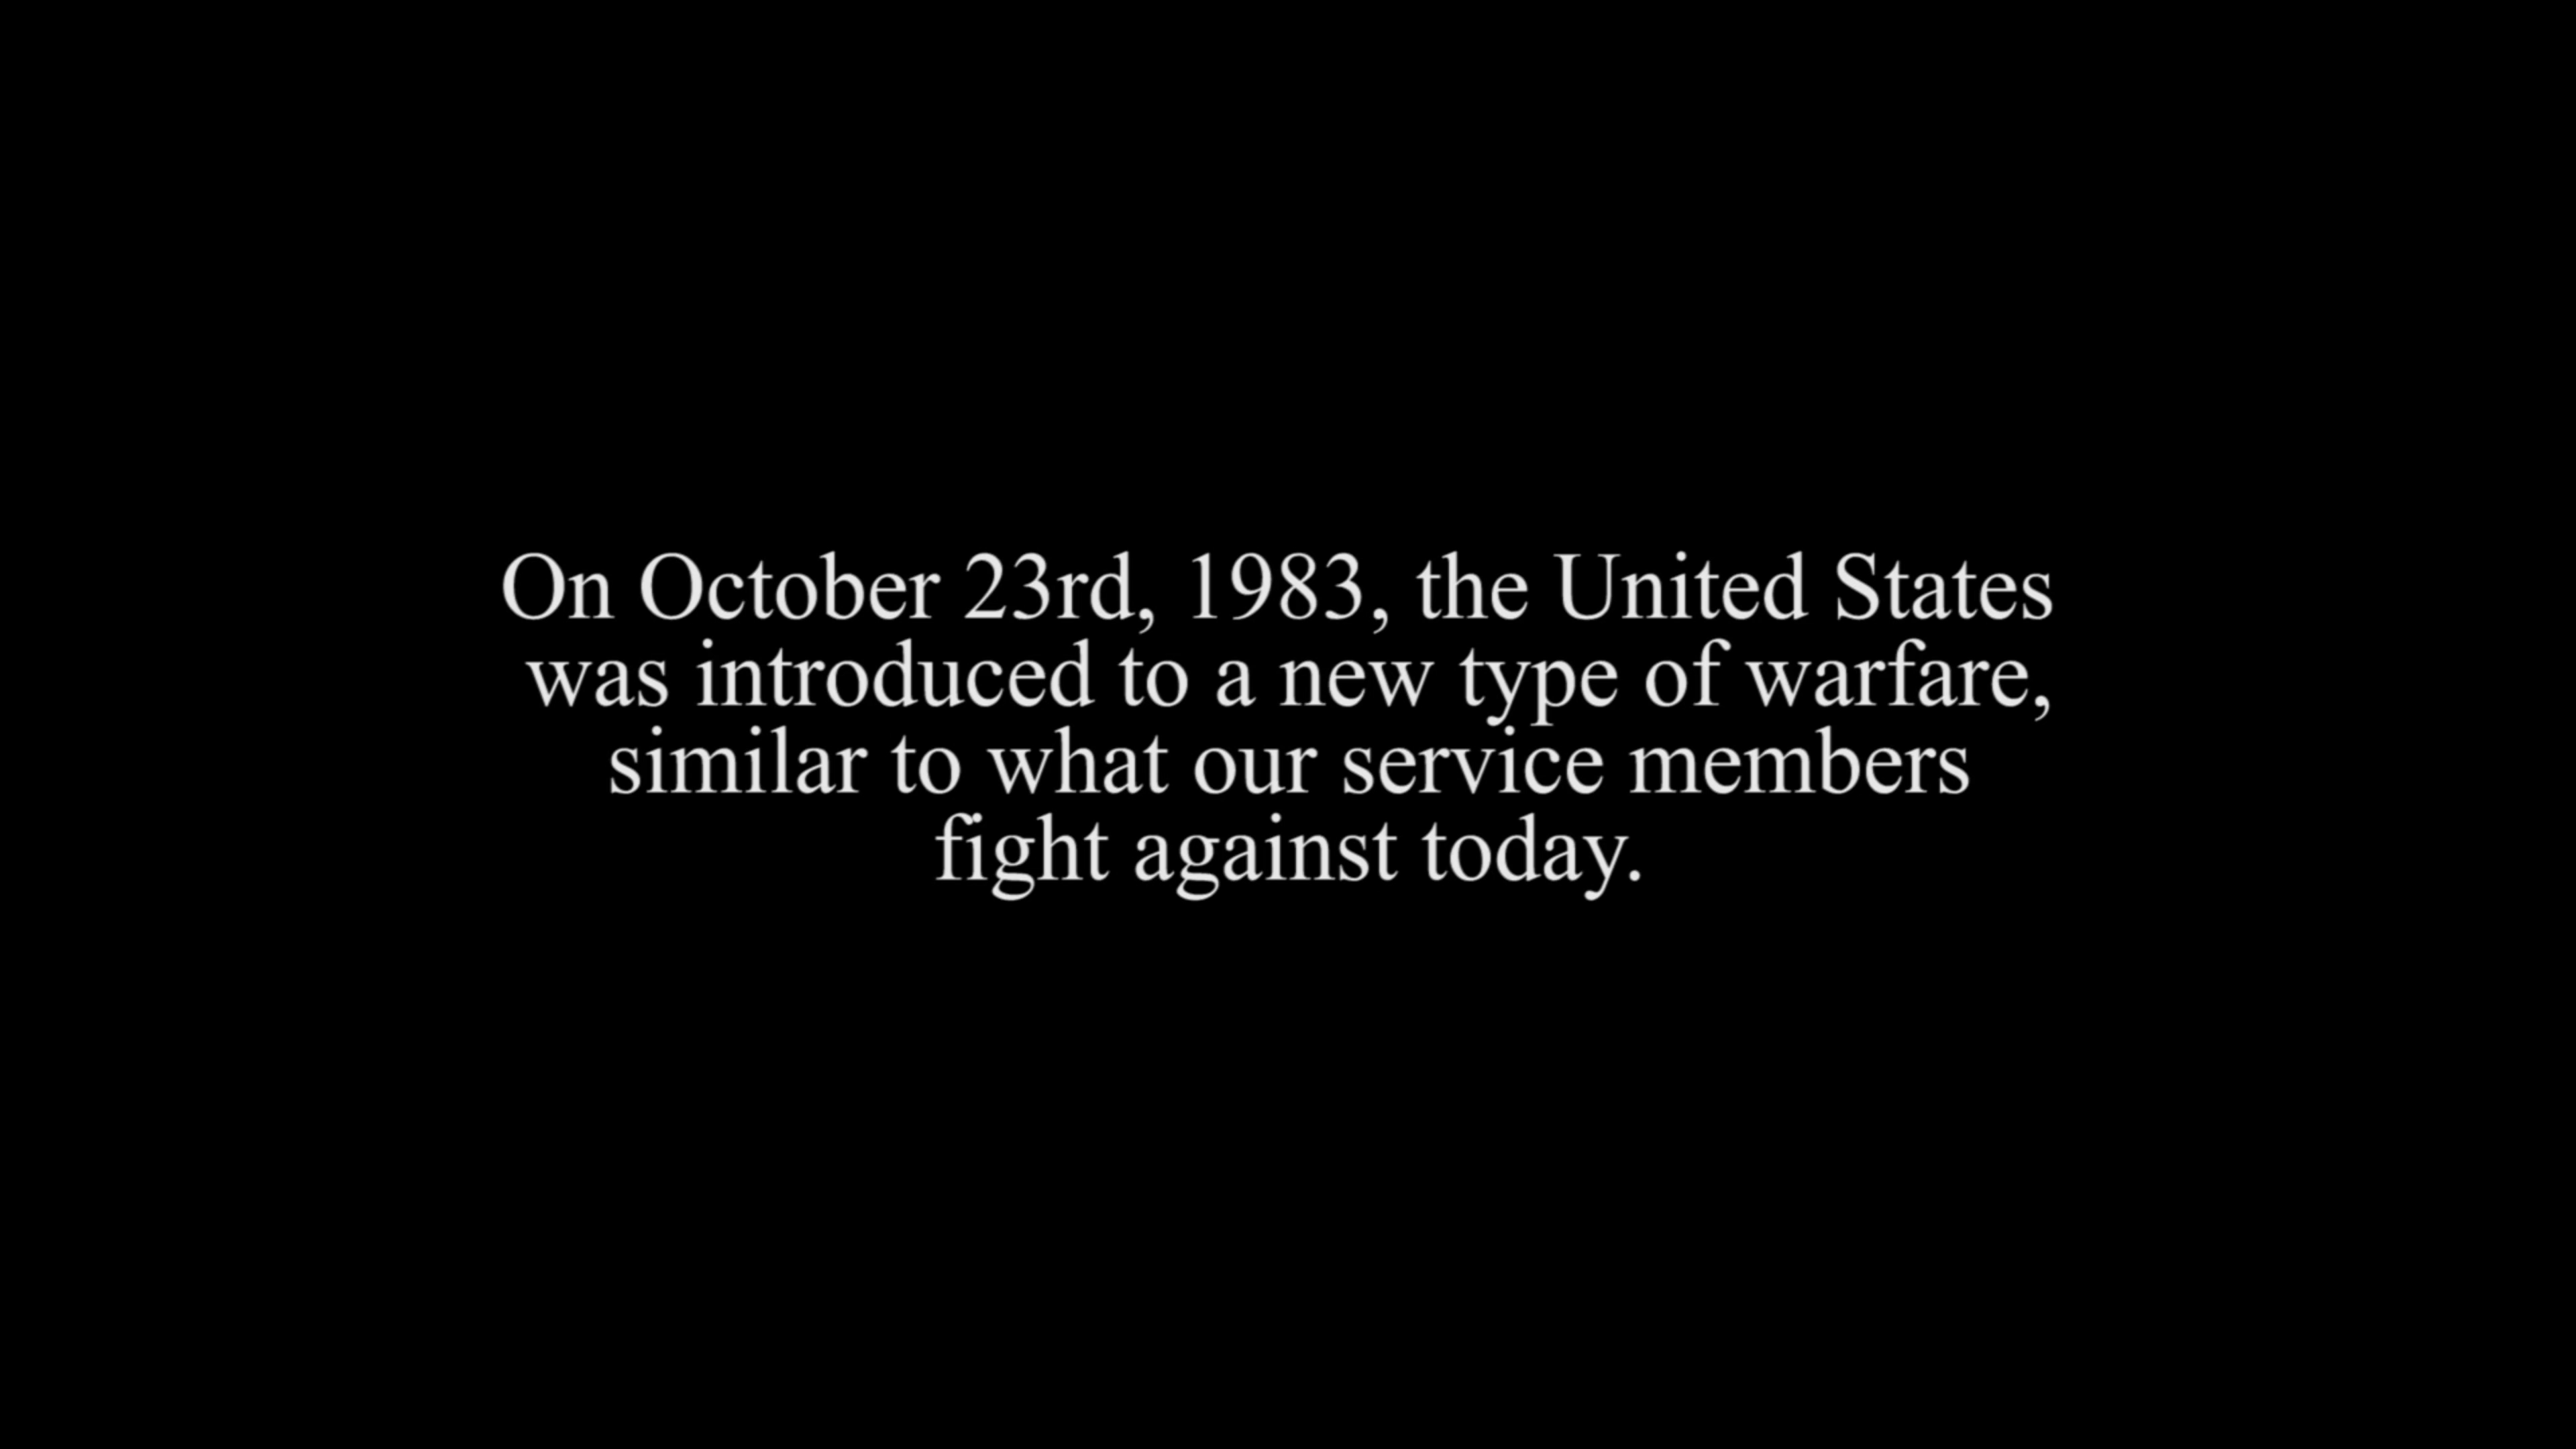 On October 23rd, 1983, the United States
was introduced to a new type of warfare,
similar to what our service members
fight against today.